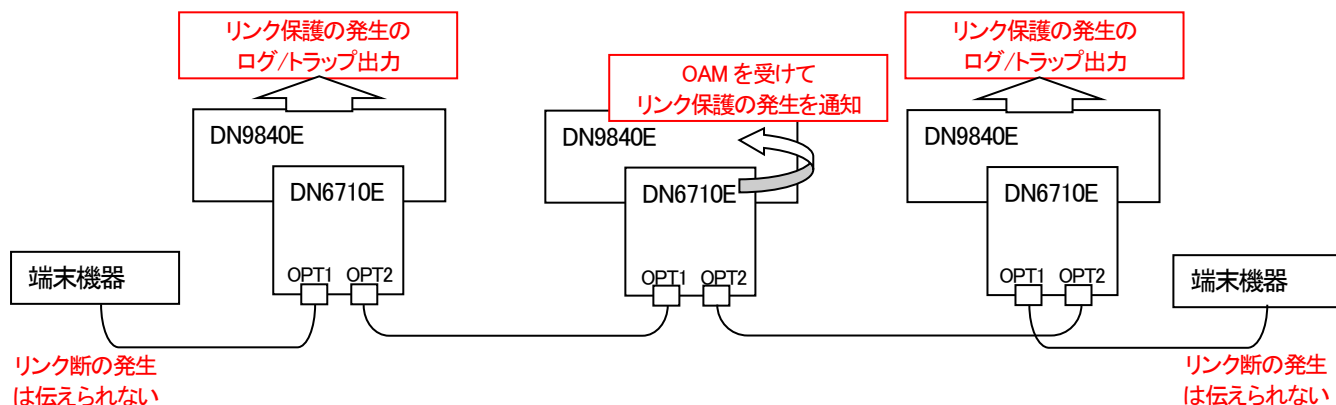 リンク保護の発生の
ログ/トラップ出力
リンク保護の発生の
ログ/トラップ出力
OAM を受けて
リンク保護の発生を通知
DN9840E
DN9840E
DN9840E
DN6710E
DN6710E
DN6710E
端末機器
OPT1 OPT2
OPT1 OPT2
OPT1 OPT2
端末機器
リンク断の発生
は伝えられない
リンク断の発生
は伝えられない